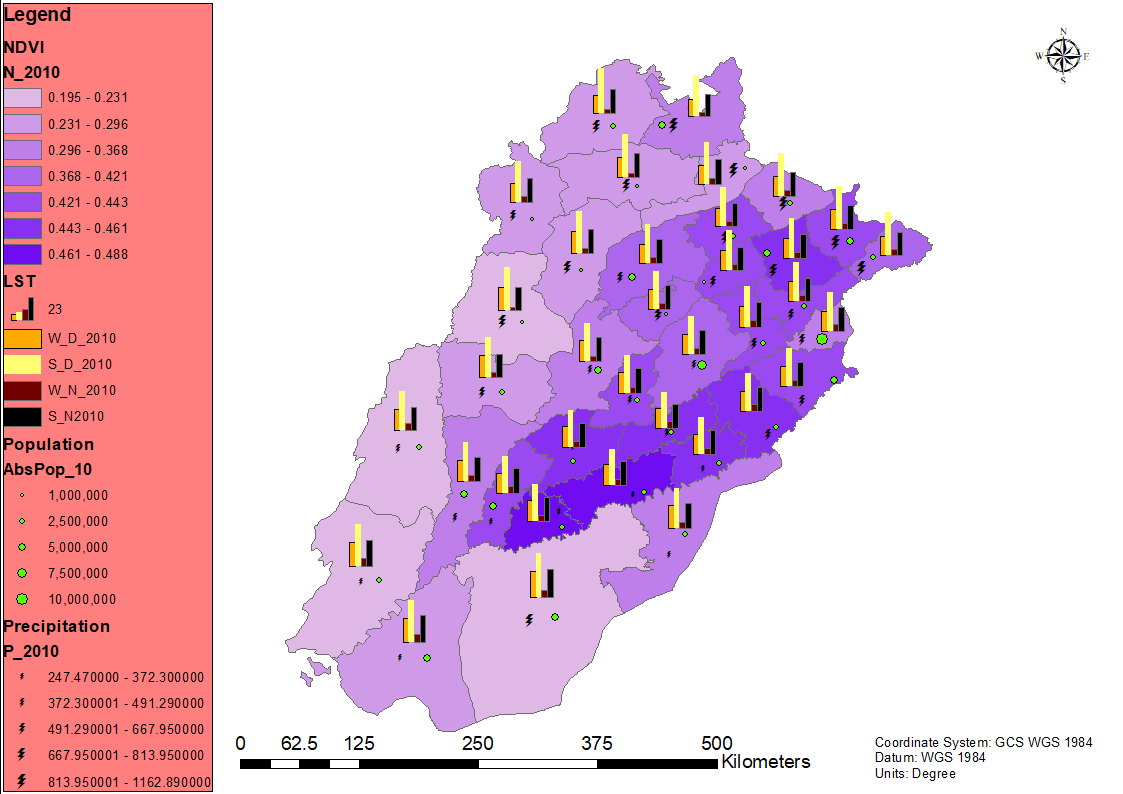 Legend
NDVI
N_2010
0.195 - 0.231
0.231 - 0.296
0.296 - 0.368
0.368 - 0.421
0.421 - 0.443
0.443 - 0.461
0.461 - 0.488
LST
23
W_D_2010
S_D_2010
W_N_2010
S_N2010
Population
AbsPop_10
1,000,000
2,500,000
5,000,000
7,500,000
10,000,000
Precipitation
P_2010
247.470000 - 372.300000
372.300001 - 491.290000
491.290001 - 667.950000
667.950001 - 813.950000
813.950001 - 1162.890000
N
W E
S
0 62.5 125 250 375 500
Kilometers
Coordinate System: GCS WGS 1984
Datum: WGS 1984
Units: Degree